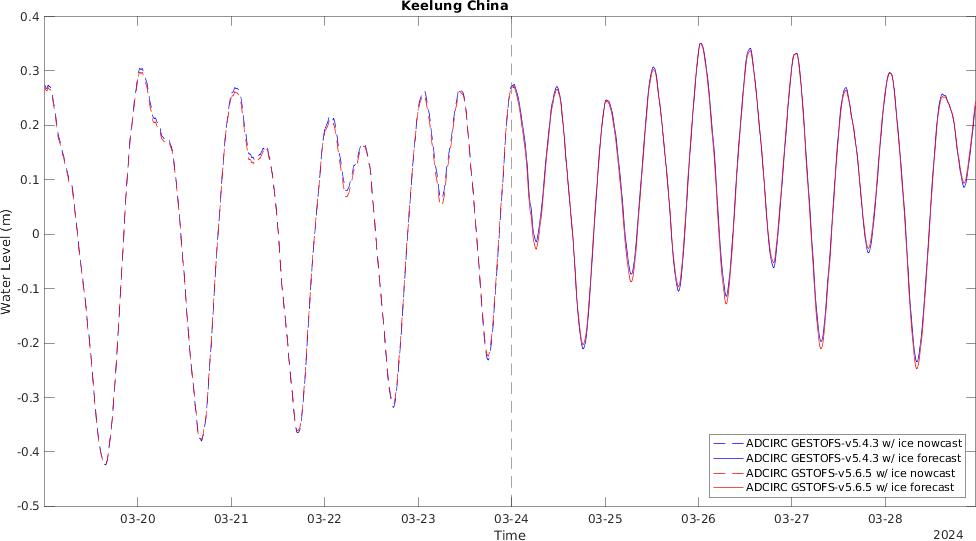 Keelung China
0.4
0.3
0.2
0.1
0
-0.1
-0.2
-0.3
-0.4
-0.5
Water Level (m)
ADCIRC GESTOFS-v5.4.3 w/ ice nowcast
ADCIRC GESTOFS-v5.4.3 w/ ice forecast
ADCIRC GSTOFS-v5.6.5 w/ ice nowcast
ADCIRC GSTOFS-v5.6.5 w/ ice forecast
03-20 03-21 03-22 03-23 03-24 03-25 03-26 03-27 03-28
Time
2024